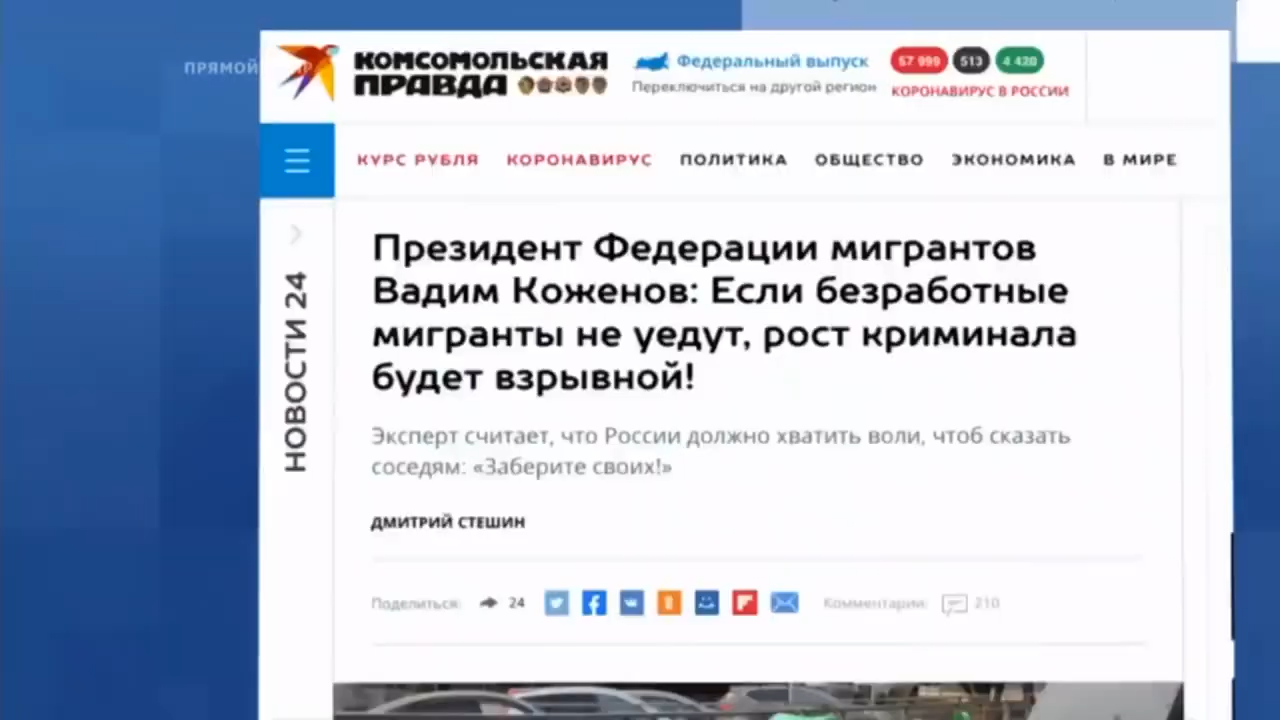 ПРЯМОЙ
КОМСОМОЛЬСКАЯ
ПРАВДА
Федеральный выпуск
Переключиться на другой регион
57 999
513
4 420
КОРОНАВИРУС В РОССИИ
КУРС РУБЛЯ
КОРОНАВИРУС
ПОЛИТИКА
ОБЩЕСТВО
ЭКОНОМИКА
В МИРЕ
НОВОСТИ 24
Президент Федерации мигрантов
Вадим Коженов: Если безработные
мигранты не уедут, рост криминала
будет взрывной!
Эксперт считает, что России должно хватить воли, чтоб сказать
соседям: «Заберите своих!»
ДМИТРИЙ СТЕШИН
Поделиться:
24
Комментарии:
210